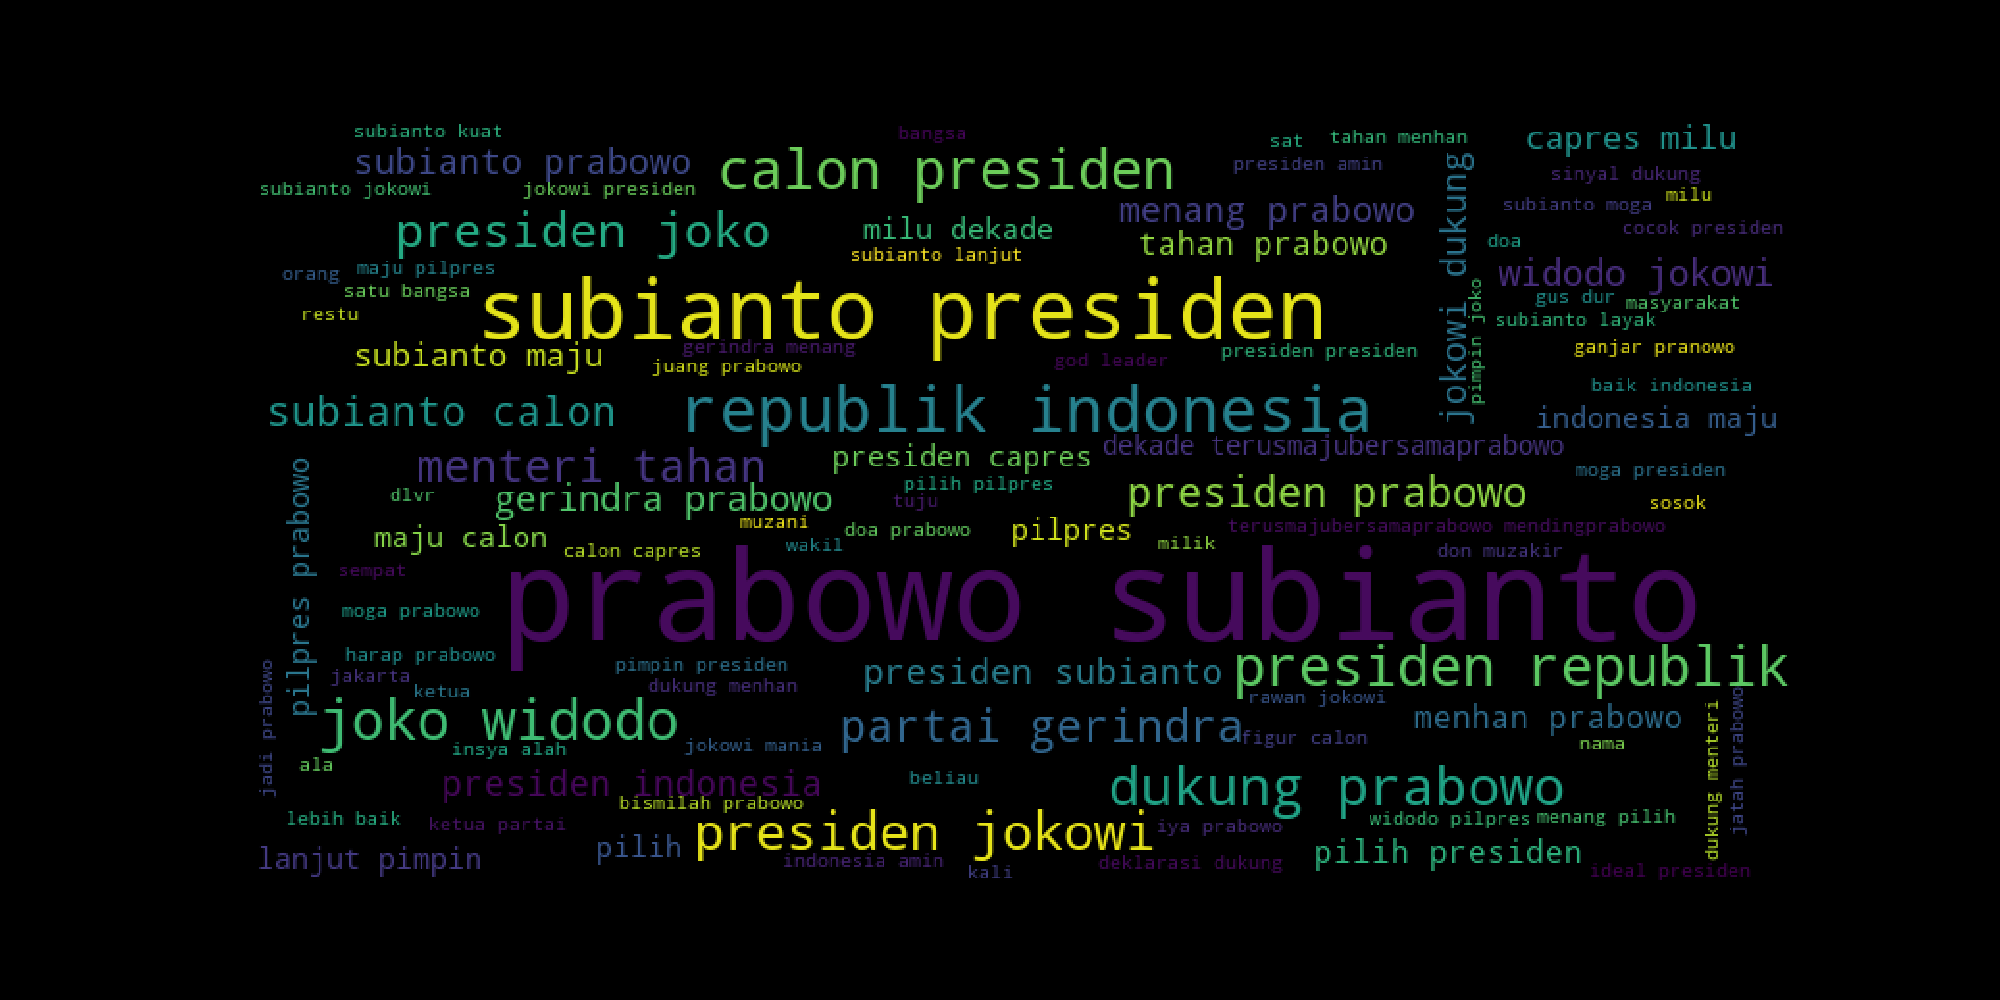 subianto kuat
bangsa
sat
tahan menhan
capres milu
subianto prabowo
calon presiden
presiden amin
sinyal dukung
subianto jokowi
jokowi presiden
milu
subianto moga
menang prabowo
jokowi dukung
presiden joko
milu dekade
cocok presiden
tahan prabowo
doa
subianto lanjut
orang
maju pilpres
widodo jokowi
satu bangsa
gus dur
masyarakat
restu
subianto presiden
pimpin joko
subianto layak
subianto maju
gerindra menang
god leader
presiden presiden
ganjar pranowo
juang prabowo
baik indonesia
subianto calon
republik indonesia
indonesia maju
dekade terusmajubersamaprabowo
menteri tahan
presiden capres
moga presiden
pilih pilpres
dlvr
gerindra prabowo
tuju
presiden prabowo
sosok
muzani
doa prabowo
pilpres
terusmajubersamaprabowo mendingprabowo
maju calon
calon capres
wakil
milik
don muzakir
pilpres prabowo
sempat
prabowo subianto
moga prabowo
harap prabowo
pimpin presiden
presiden subianto
presiden republik
jakarta
ketua
dukung menhan
rawan jokowi
jadi prabowo
joko widodo
partai gerindra
menhan prabowo
insya alah
jokowi mania
figur calon
nama
dukung menteri
jatah prabowo
ala
presiden indonesia
beliau
dukung prabowo
bismilah prabowo
lebih baik
ketua partai
presiden jokowi
iya prabowo
widodo pilpres
menang pilih
lanjut pimpin
pilih
indonesia amin
deklarasi dukung
pilih presiden
kali
ideal presiden